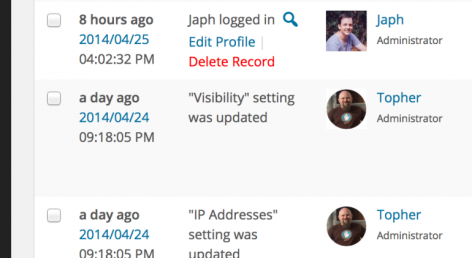 8 hours ago
2014/04/25
04:02:32 PM
Japh logged in
Edit Profile |
Delete Record
Japh
Administrator
a day ago
2014/04/24
09:18:05 PM
"Visibility" setting
was updated
Topher
Administrator
a day ago
2014/04/24
09:18:05 PM
"IP Addresses"
setting was
updated
Topher
Administrator